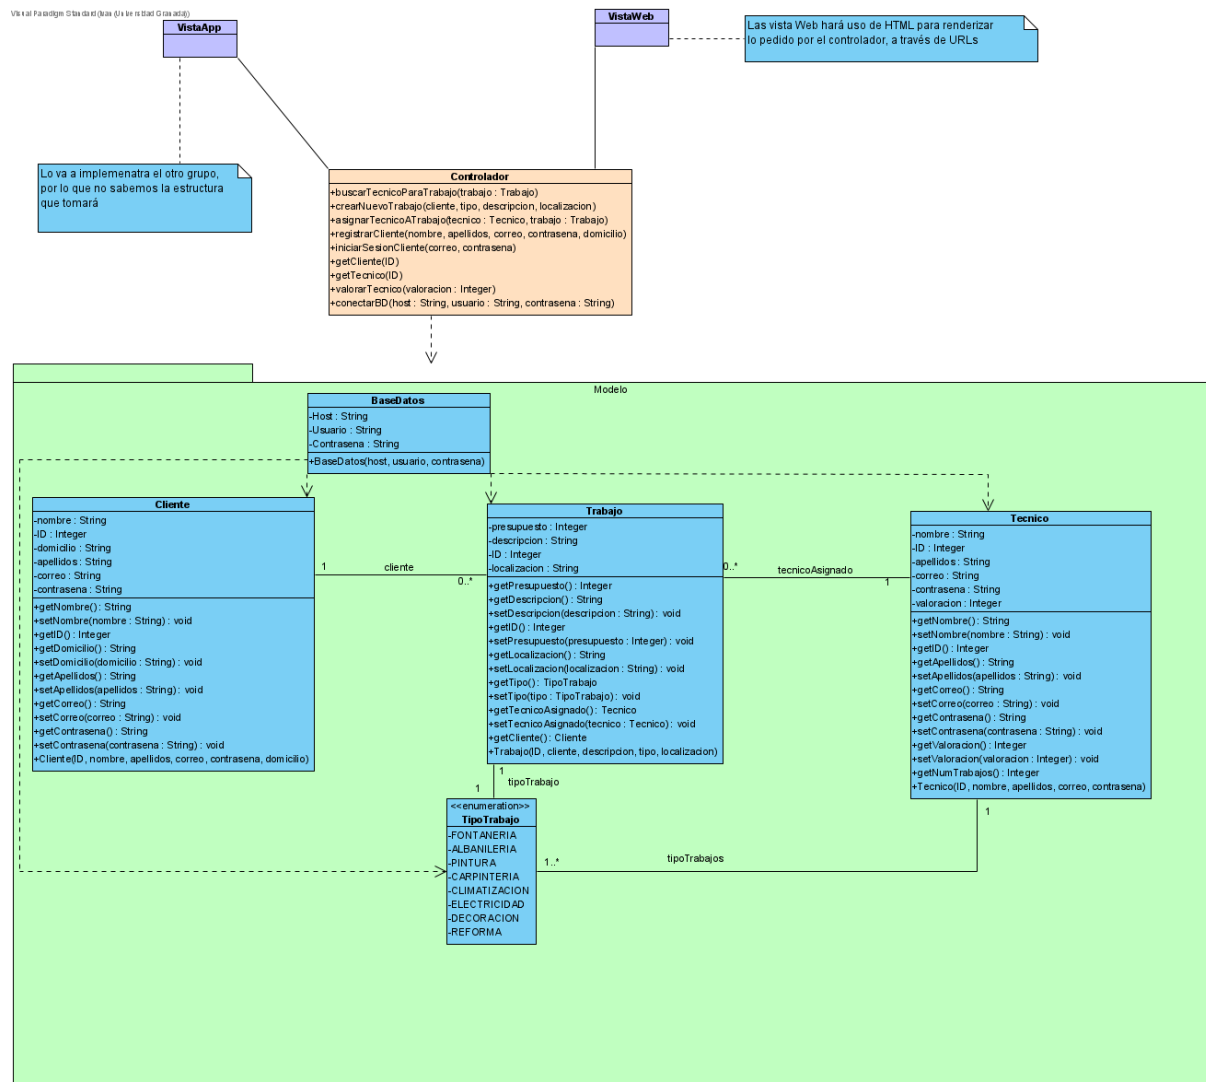 Visual Paradigm Standard(Juan (Universidad Granada))
VistaApp
VistaWeb
Las vista Web hará uso de HTML para renderizar
lo pedido por el controlador, a través de URLs
Lo va a implemenatra el otro grupo,
por lo que no sabemos la estructura
que tomará
Controlador
+buscarTecnicoParaTrabajo(trabajo : Trabajo)
+crearNuevoTrabajo(cliente, tipo, descripcion, localizacion)
+asignarTecnicoATrabajo(tecnico : Tecnico, trabajo : Trabajo)
+registrarCliente(nombre, apellidos, correo, contrasena, domicilio)
+iniciarSesionCliente(correo, contrasena)
+getCliente(ID)
+getTecnico(ID)
+valorarTecnico(valoracion : Integer)
+conectarBD(host : String, usuario : String, contrasena : String)
Modelo
BaseDatos
-Host : String
-Usuario : String
-Contrasena : String
+BaseDatos(host, usuario, contrasena)
Cliente
-nombre : String
-ID : Integer
-domicilio : String
-apellidos : String
-correo : String
-contrasena : String
+getNombre() : String
+setNombre(nombre : String) : void
+getID() : Integer
+getDomicilio() : String
+setDomicilio(domicilio : String) : void
+getApellidos() : String
+setApellidos(apellidos : String) : void
+getCorreo() : String
+setCorreo(correo : String) : void
+getContrasena() : String
+setContrasena(contrasena : String) : void
+Cliente(ID, nombre, apellidos, correo, contrasena, domicilio)
1
cliente
0..*
Trabajo
-presupuesto : Integer
-descripcion : String
-ID : Integer
-localizacion : String
+getPresupuesto() : Integer
+getDescripcion() : String
+setDescripcion(descripcion : String) : void
+getID() : Integer
+setPresupuesto(presupuesto : Integer) : void
+getLocalizacion() : String
+setLocalizacion(localizacion : String) : void
+getTipo() : TipoTrabajo
+setTipo(tipo : TipoTrabajo) : void
+getTecnicoAsignado() : Tecnico
+setTecnicoAsignado(tecnico : Tecnico) : void
+getCliente() : Cliente
+Trabajo(ID, cliente, descripcion, tipo, localizacion)
0..*
tecnicoAsignado
1
Tecnico
-nombre : String
-ID : Integer
-apellidos : String
-correo : String
-contrasena : String
-valoracion : Integer
+getNombre() : String
+setNombre(nombre : String) : void
+getID() : Integer
+getApellidos() : String
+setApellidos(apellidos : String) : void
+getCorreo() : String
+setCorreo(correo : String) : void
+getContrasena() : String
+setContrasena(contrasena : String) : void
+getValoracion() : Integer
+setValoracion(valoracion : Integer) : void
+getNumTrabajos() : Integer
+Tecnico(ID, nombre, apellidos, correo, contrasena)
1
tipoTrabajo
1
<<enumeration>>
TipoTrabajo
-FONTANERIA
-ALBANILERIA
-PINTURA
-CARPINTERIA
-CLIMATIZACION
-ELECTRICIDAD
-DECORACION
-REFORMA
1..*
tipoTrabajos
1